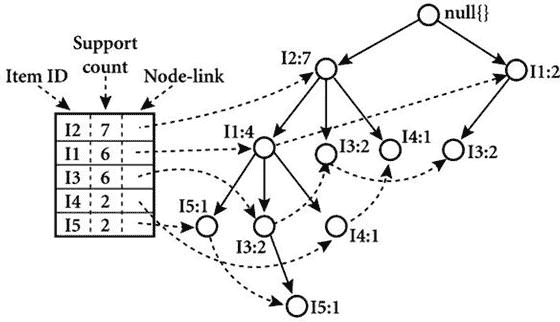 null{}
Support
count
Item ID
Node-link
I2 7
I1 6
I3 6
I4 2
I5 2
I2:7
I1:2
I1:4
I3:2
I4:1
I3:2
I5:1
I3:2
I4:1
I5:1